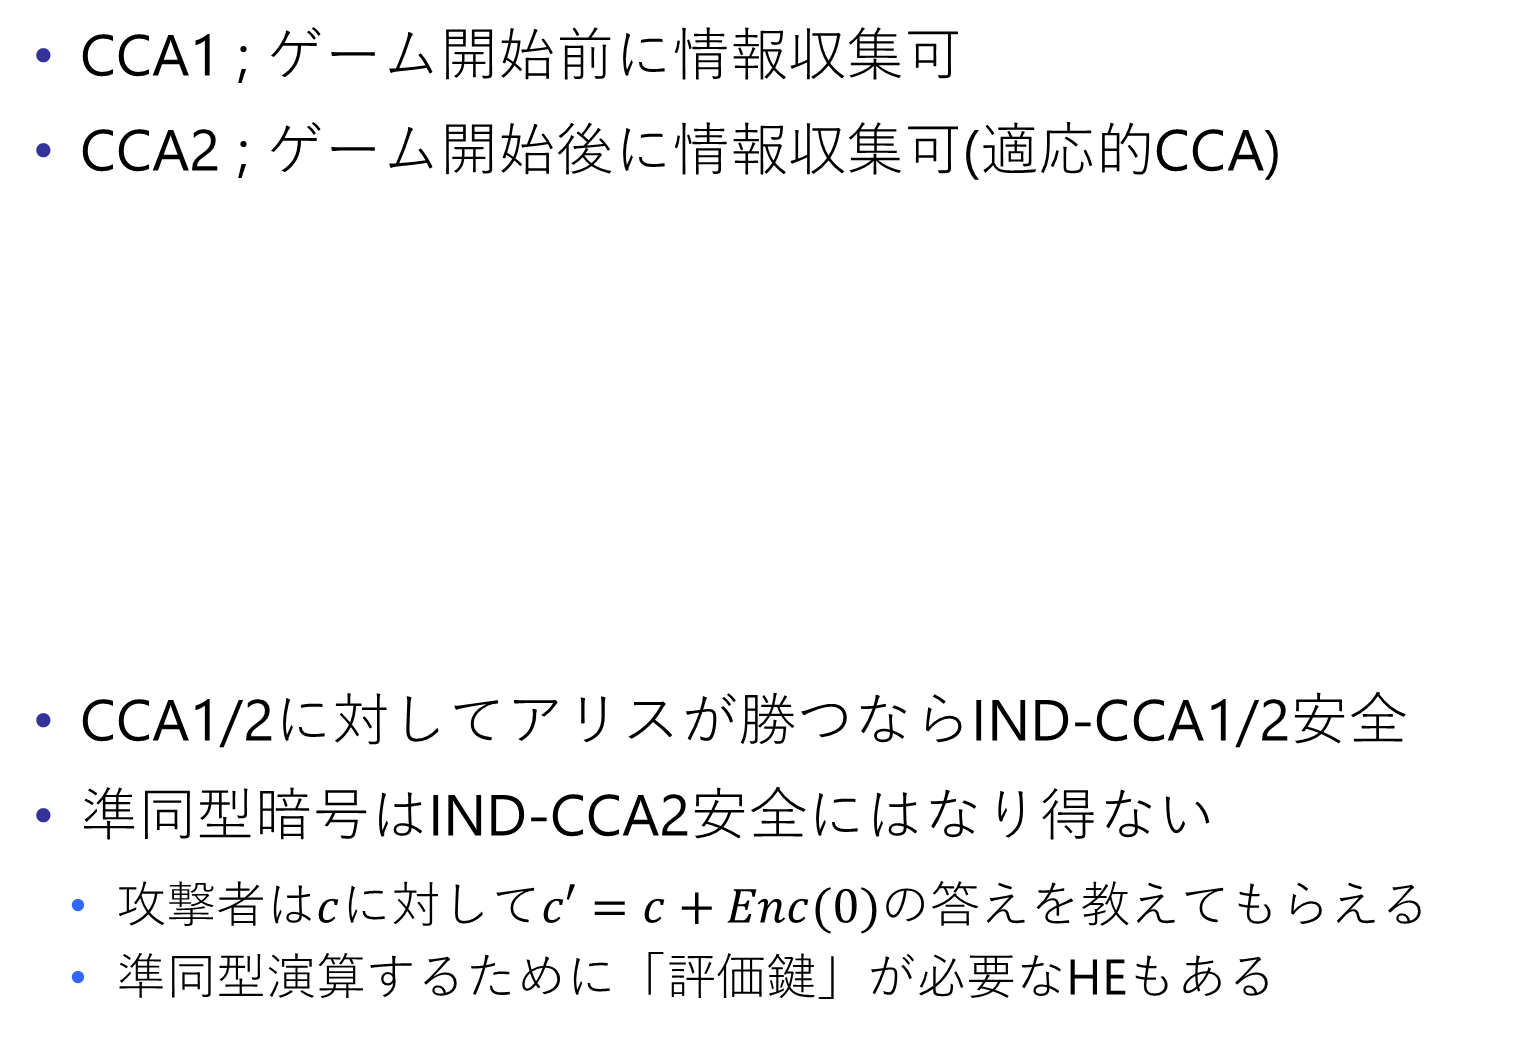 • CCA1 ; ゲーム開始前に情報収集可
• CCA2 ; ゲーム開始後に情報収集可(適応的CCA)
• CCA1/2に対してアリスが勝つならIND-CCA1/2安全
• 準同型暗号はIND-CCA2安全にはなり得ない
• 攻撃者はcに対してc′ = c + Enc(0)の答えを教えてもらえる
• 準同型演算するために「評価鍵」が必要なHEもある